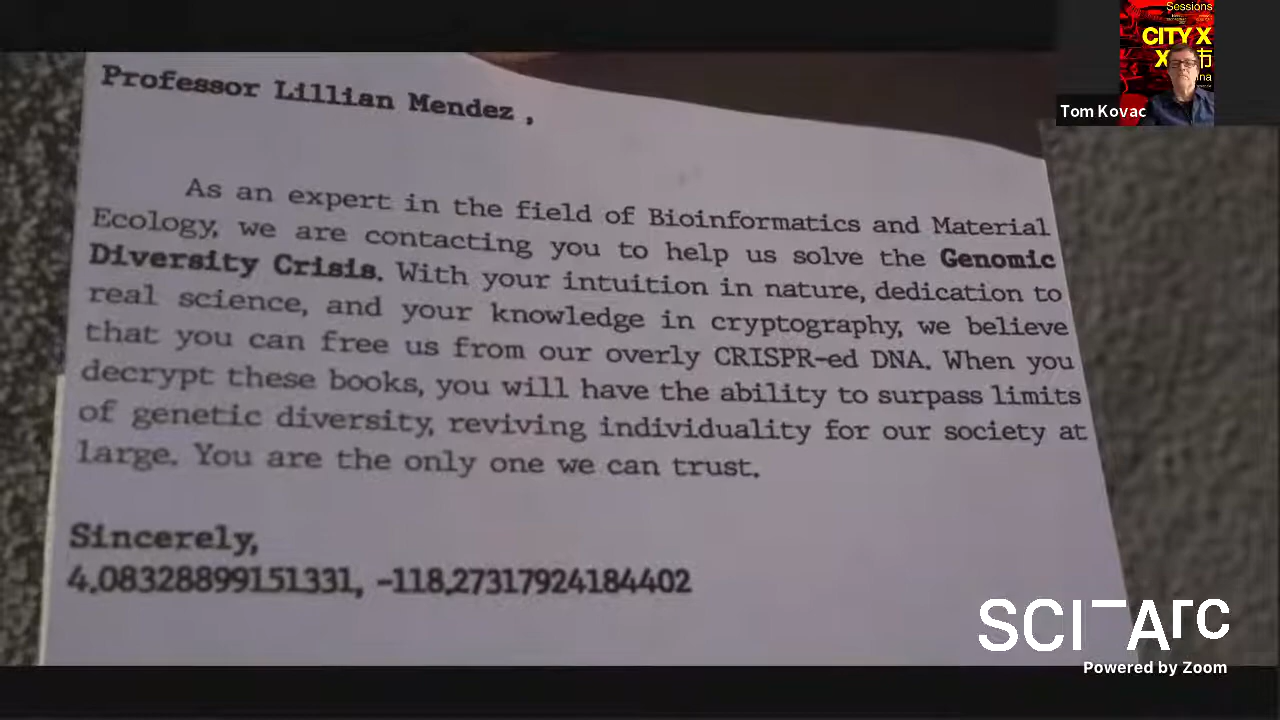 Sessions
CITY X
X 市
Tom Kovac
Professor Lillian Mendez ,
As an expert in the field of Bioinformatics and Material
Ecology, we are contacting you to help us solve the Genomic
Diversity Crisis. With your intuition in nature, dedication to
real science, and your knowledge in cryptography, we believe
that you can free us from our overly CRISPR-ed DNA. When you
decrypt these books, you will have the ability to surpass limits
of genetic diversity, reviving individuality for our society at
large. You are the only one we can trust.
Sincerely,
4.08328899151331, -118.27317924184402
SCI-Arc
Powered by Zoom